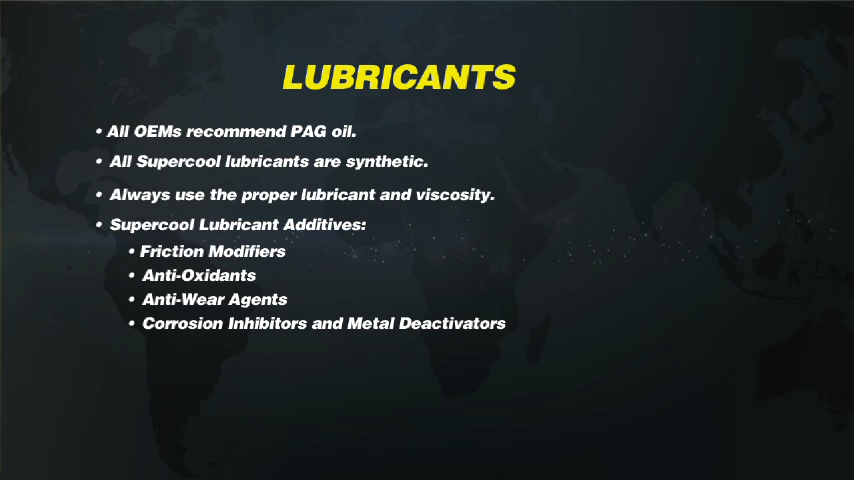 LUBRICANTS
• All OEMs recommend PAG oil.
• All Supercool lubricants are synthetic.
• Always use the proper lubricant and viscosity.
• Supercool Lubricant Additives:
• Friction Modifiers
• Anti-Oxidants
• Anti-Wear Agents
• Corrosion Inhibitors and Metal Deactivators